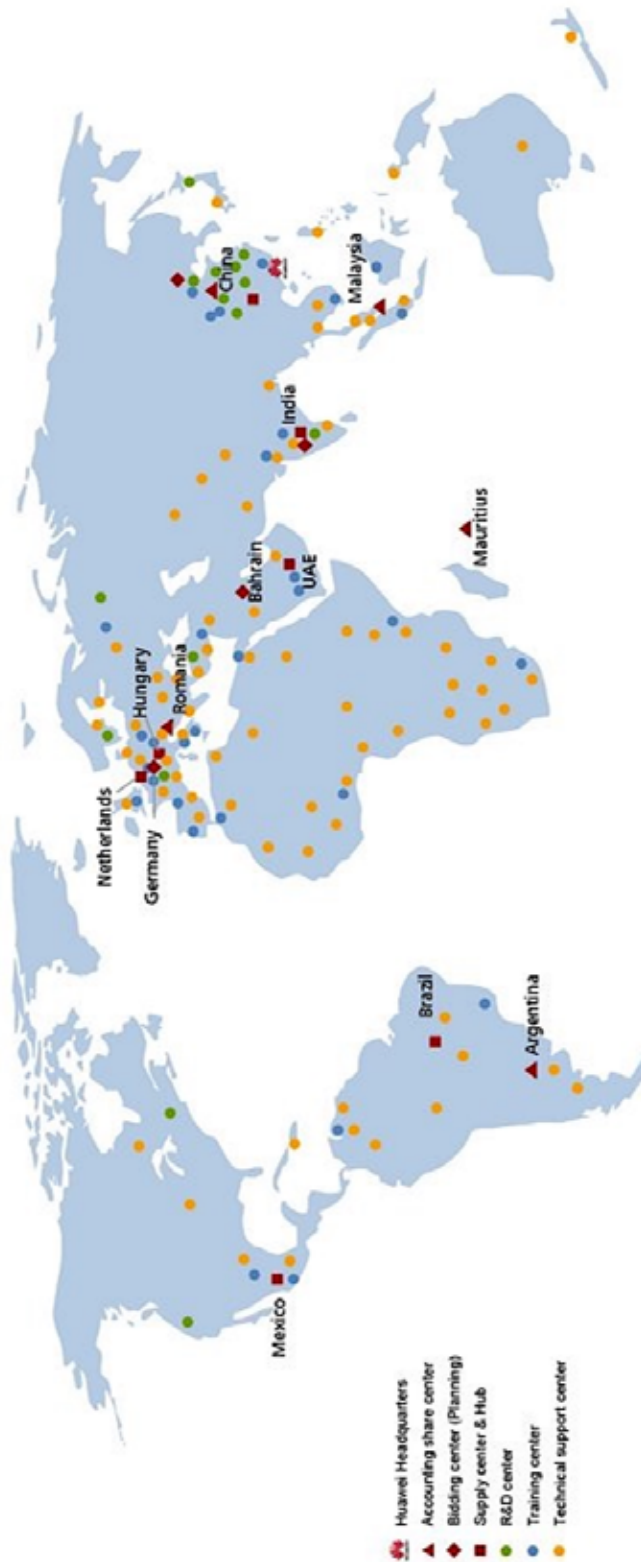 Netherlands
Hungary
Germany
Romania
Bahrain
UAE
India
China
Malaysia
Mauritius
Mexico
Brazil
Argentina
Huawei Headquarters
Accounting share center
Bidding center (Planning)
Supply center & Hub
R&D center
Training center
Technical support center